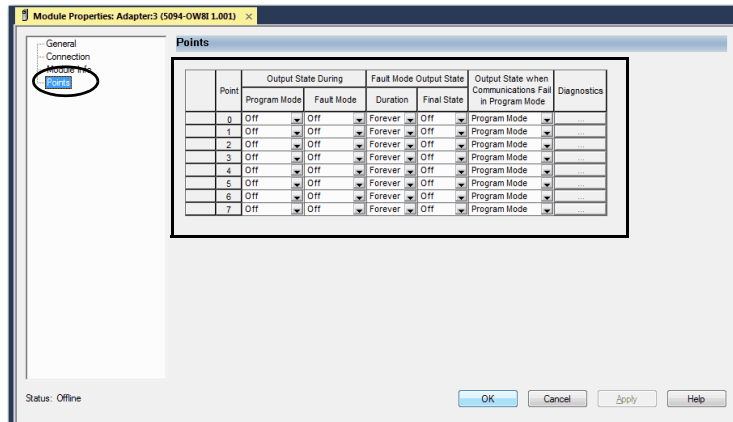 Module Properties: Adapter:3 (5094-OW8I 1.001) ×
General
Connection
Module Info
Points
Points
Point
Output State During
Program Mode
Fault Mode
Fault Mode Output State
Duration
Final State
Output State when
Communications Fail
in Program Mode
Diagnostics
0 Off Off Forever Off Program Mode ...
1 Off Off Forever Off Program Mode ...
2 Off Off Forever Off Program Mode ...
3 Off Off Forever Off Program Mode ...
4 Off Off Forever Off Program Mode ...
5 Off Off Forever Off Program Mode ...
6 Off Off Forever Off Program Mode ...
7 Off Off Forever Off Program Mode ...
Status: Offline
OK Cancel Apply Help